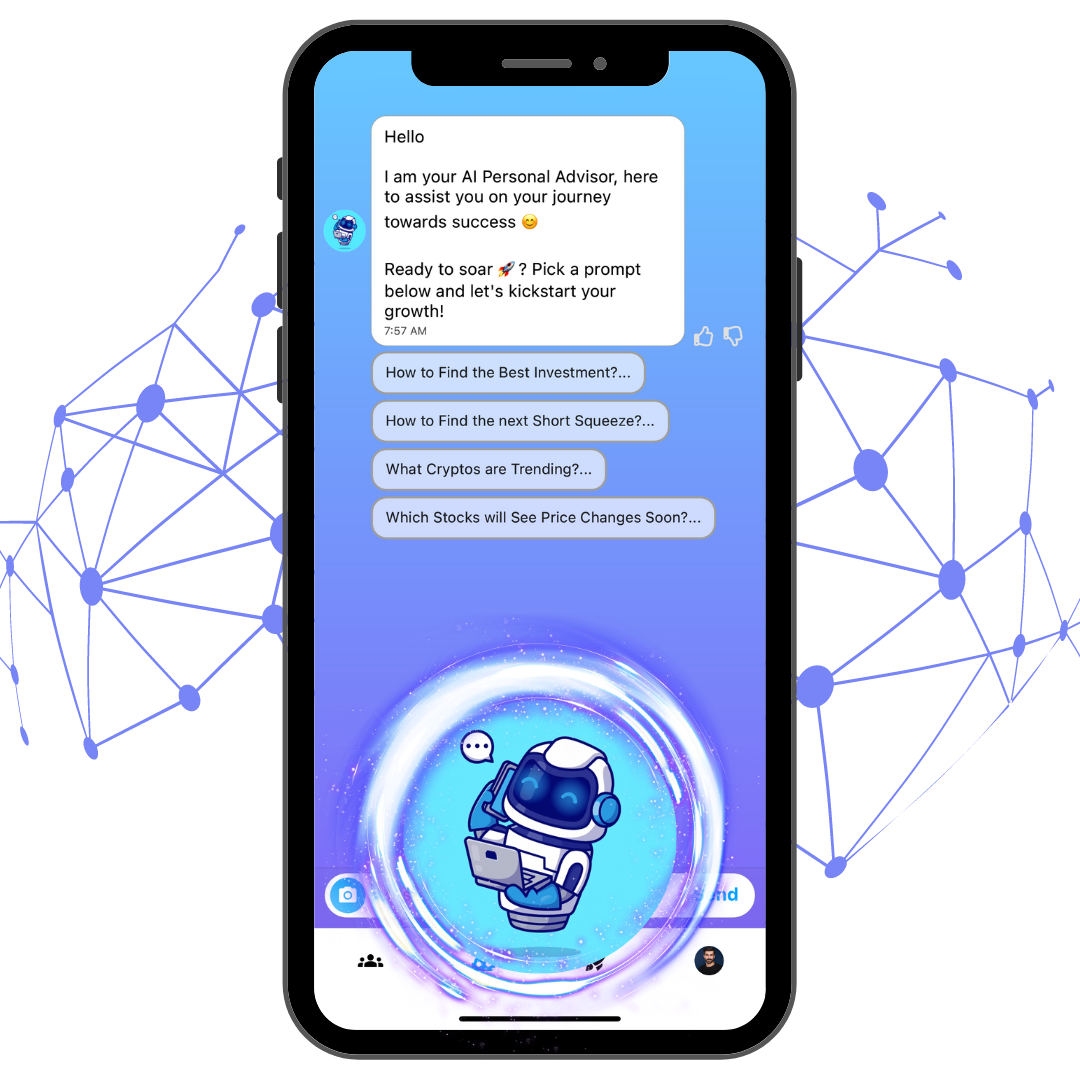 Hello
I am your AI Personal Advisor, here
to assist you on your journey
towards success 😊
Ready to soar 🚀 ? Pick a prompt
below and let's kickstart your
growth!
7:57 AM
How to Find the Best Investment?...
How to Find the next Short Squeeze?...
What Cryptos are Trending?...
Which Stocks will See Price Changes Soon?...